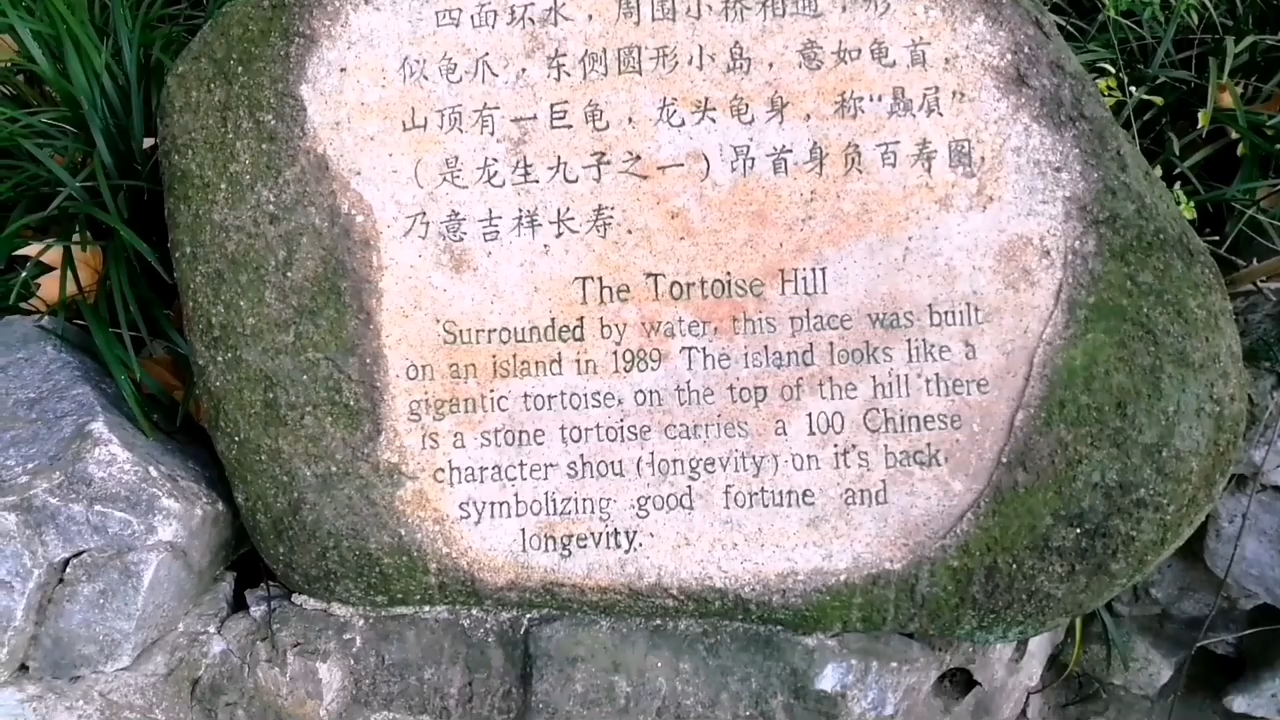 四面环水，周围小桥相通，形
似龟爪，东侧圆形小岛，意如龟首，
山顶有一巨龟，龙头龟身，称“赑屃”
（是龙生九子之一）昂首身负百寿图，
乃意吉祥长寿．
The Tortoise Hill
Surrounded by water, this place was built
on an island in 1989 The island looks like a
gigantic tortoise, on the top of the hill there
is a stone tortoise carries a 100 Chinese
character shou (longevity) on it's back,
symbolizing good fortune and
longevity.